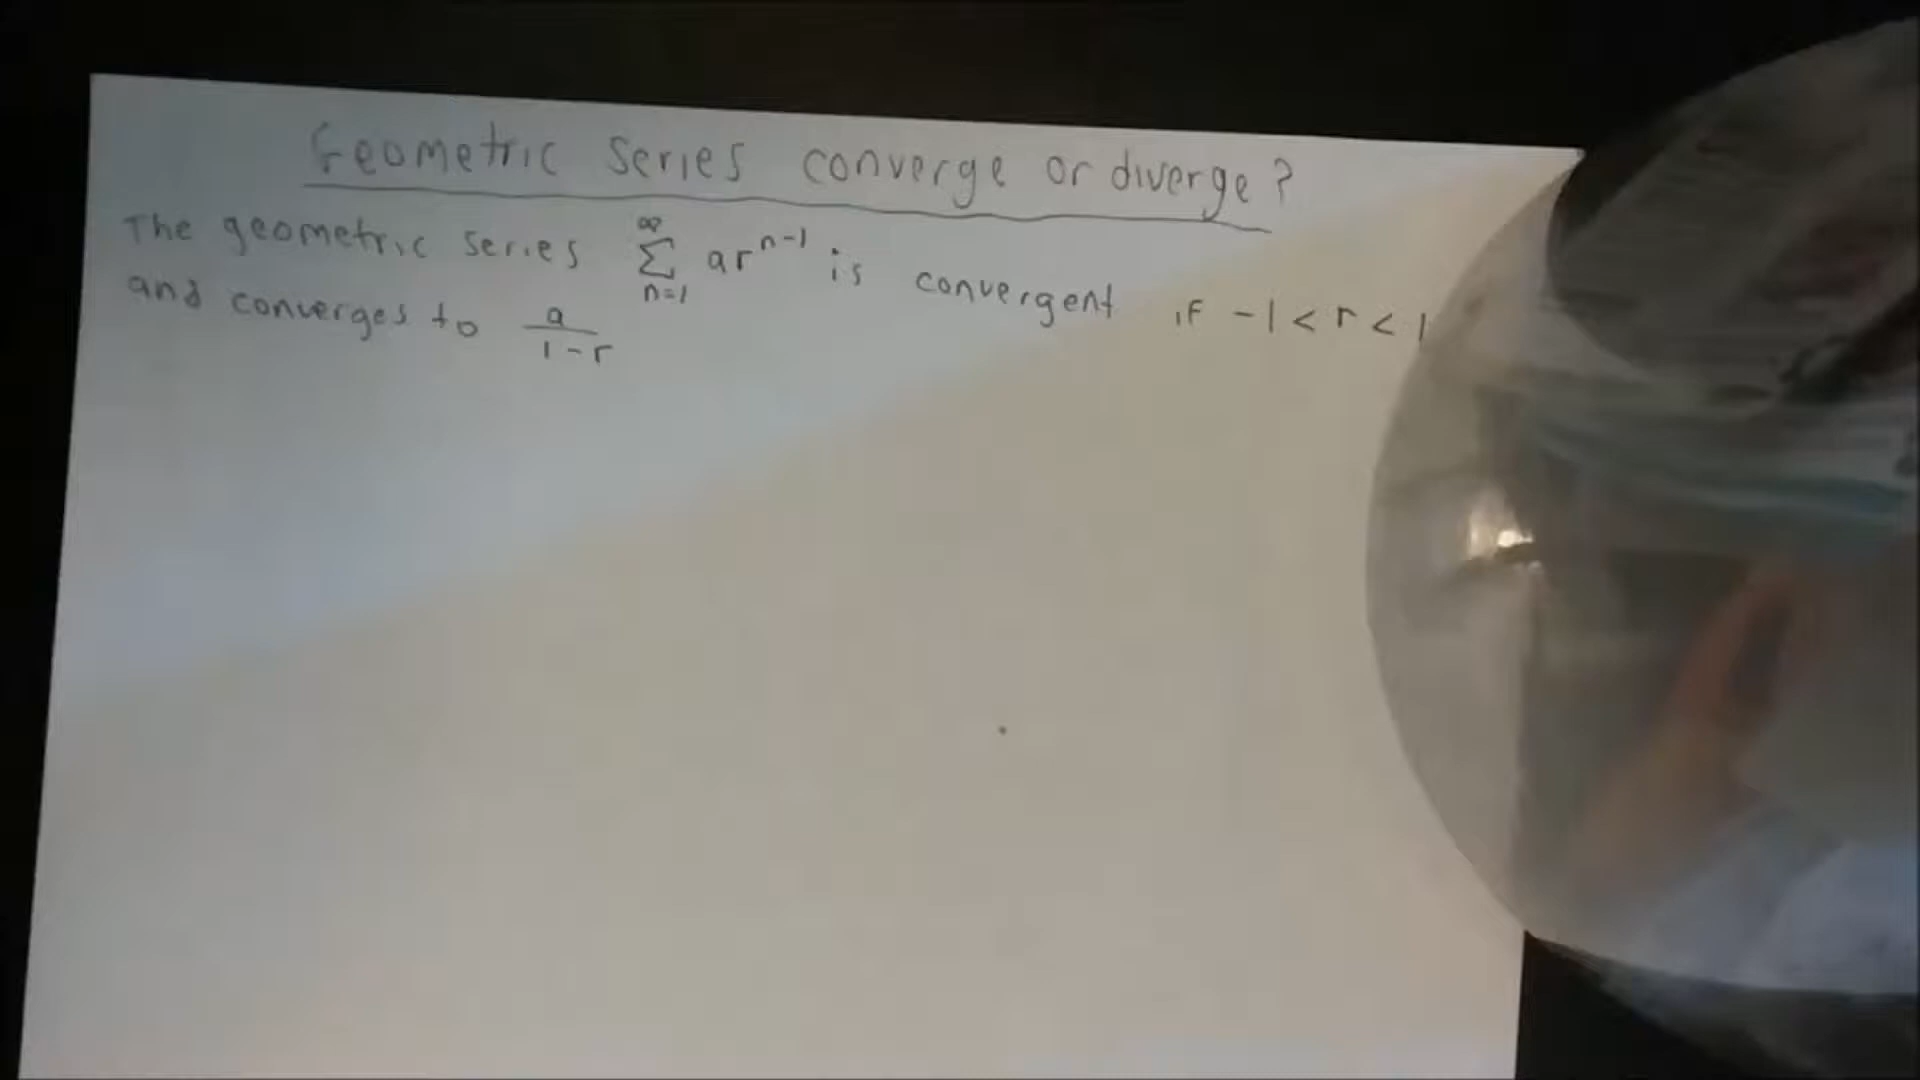 Geometric series converge or diverge?
The geometric series ∞ Σ n=1 ar^n-1 is convergent if -1 < r < 1
and converges to a/1-r